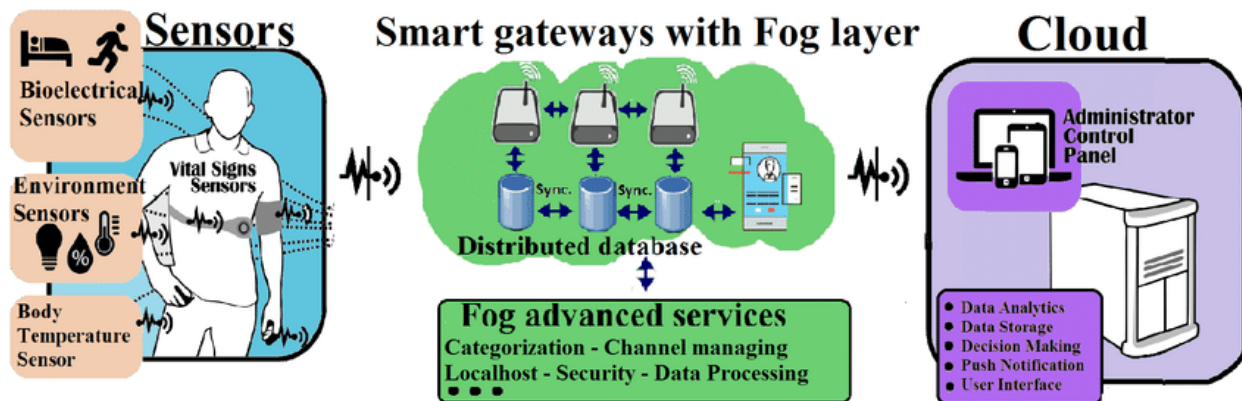 Sensors
Bioelectrical
Sensors
Vital Signs
Sensors
Environment
Sensors
%
Body
Temperature
Sensor
Smart gateways with Fog layer
Sync.
Sync.
Distributed database
Fog advanced services
Categorization - Channel managing
Localhost - Security - Data Processing
Cloud
Administrator
Control
Panel
Data Analytics
Data Storage
Decision Making
Push Notification
User Interface